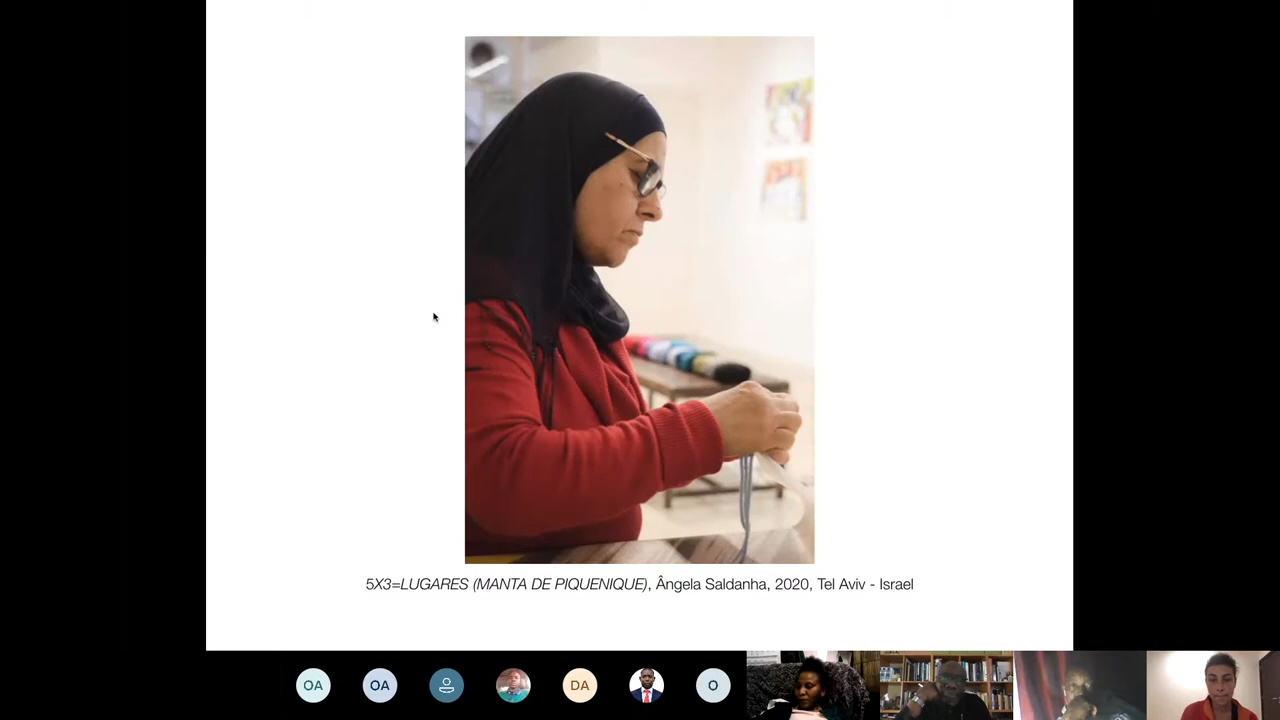 5X3=LUGARES (MANTA DE PIQUENIQUE), Ângela Saldanha, 2020, Tel Aviv - Israel
OA
OA
DA
O